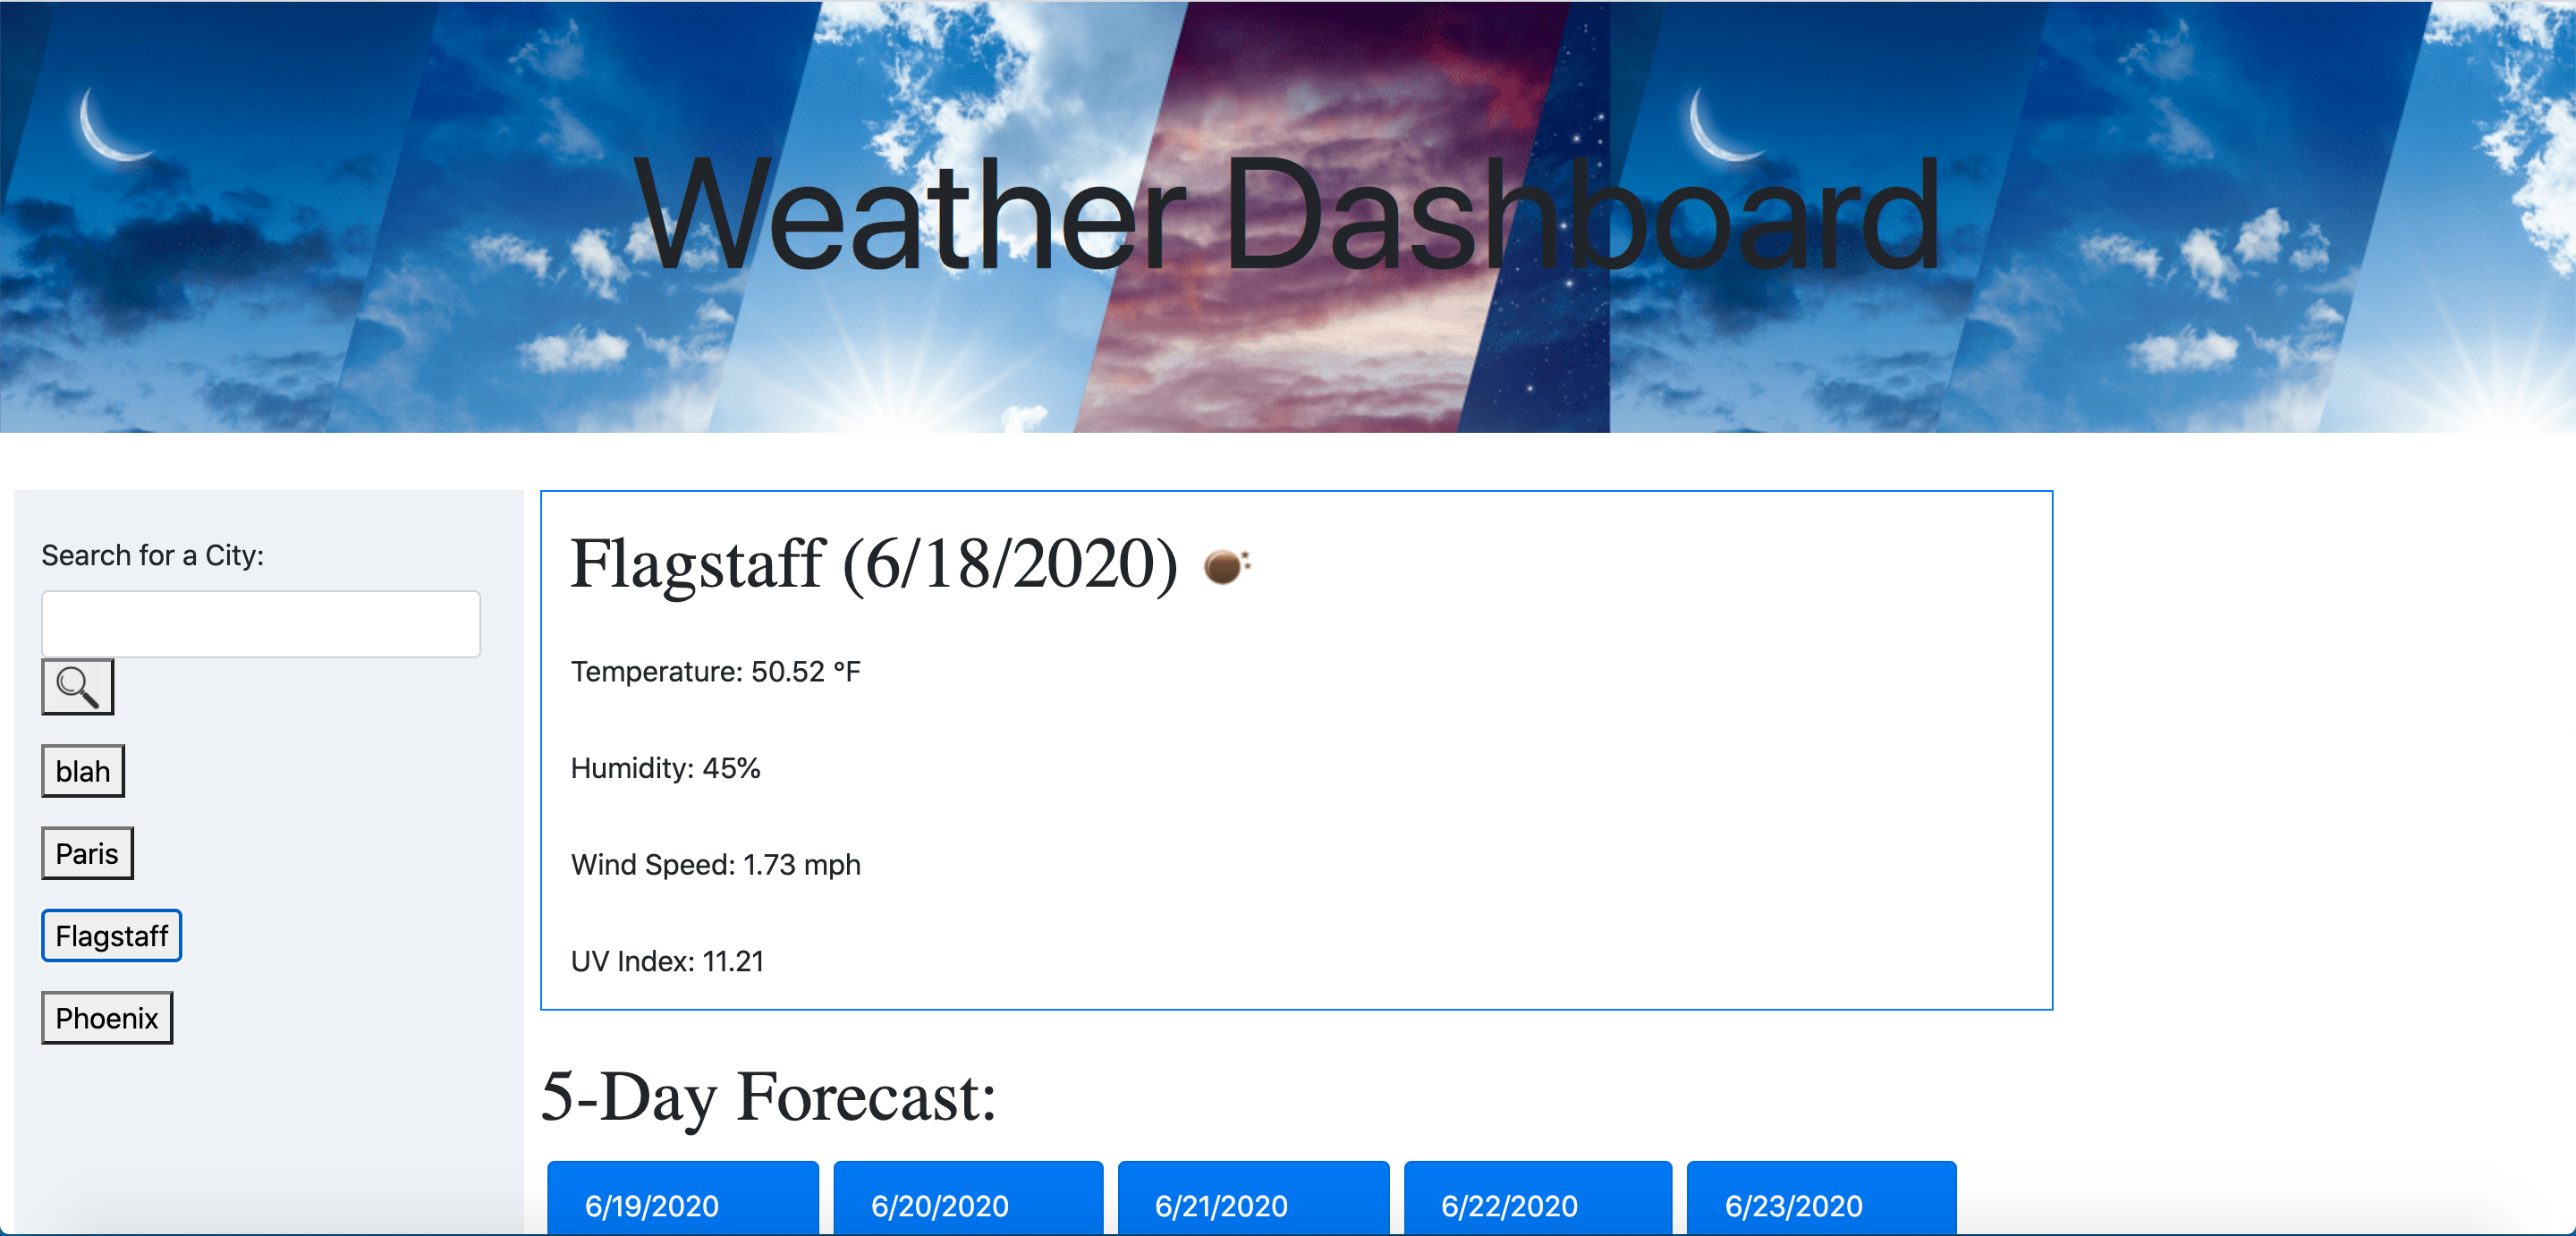 Weather Dashboard
Search for a City:
blah
Paris
Flagstaff
Phoenix
Flagstaff (6/18/2020)
Temperature: 50.52 °F
Humidity: 45%
Wind Speed: 1.73 mph
UV Index: 11.21
5-Day Forecast:
6/19/2020 6/20/2020 6/21/2020 6/22/2020 6/23/2020